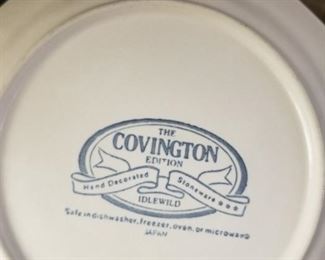 THE
COVINGTON
EDITION
Hand Decorated Stoneware
IDLEWILD
Safe in dishwasher, freezer, oven, or microwave
JAPAN